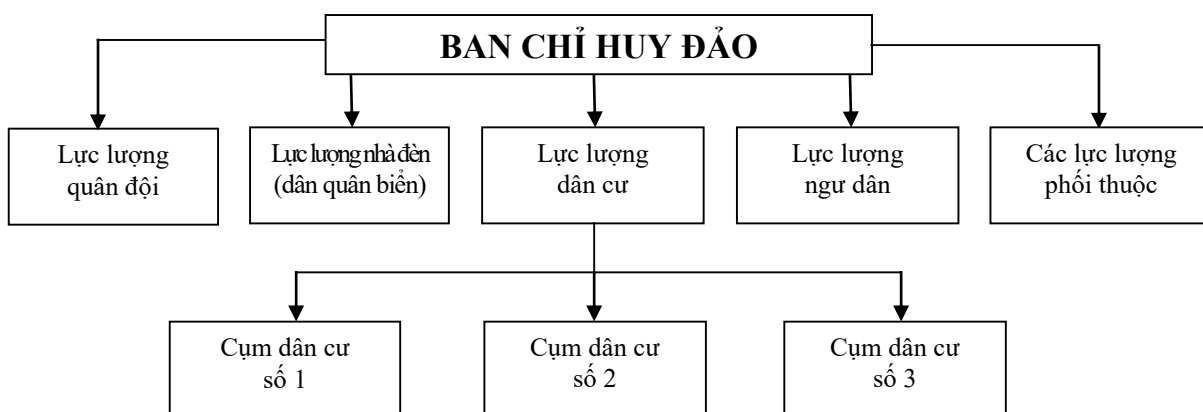 BAN CHỈ HUY ĐẢO
Lực lượng
quân đội
Lực lượng nhà đèn
(dân quân biển)
Lực lượng
dân cư
Lực lượng
ngư dân
Các lực lượng
phối thuộc
Cụm dân cư
số 1
Cụm dân cư
số 2
Cụm dân cư
số 3